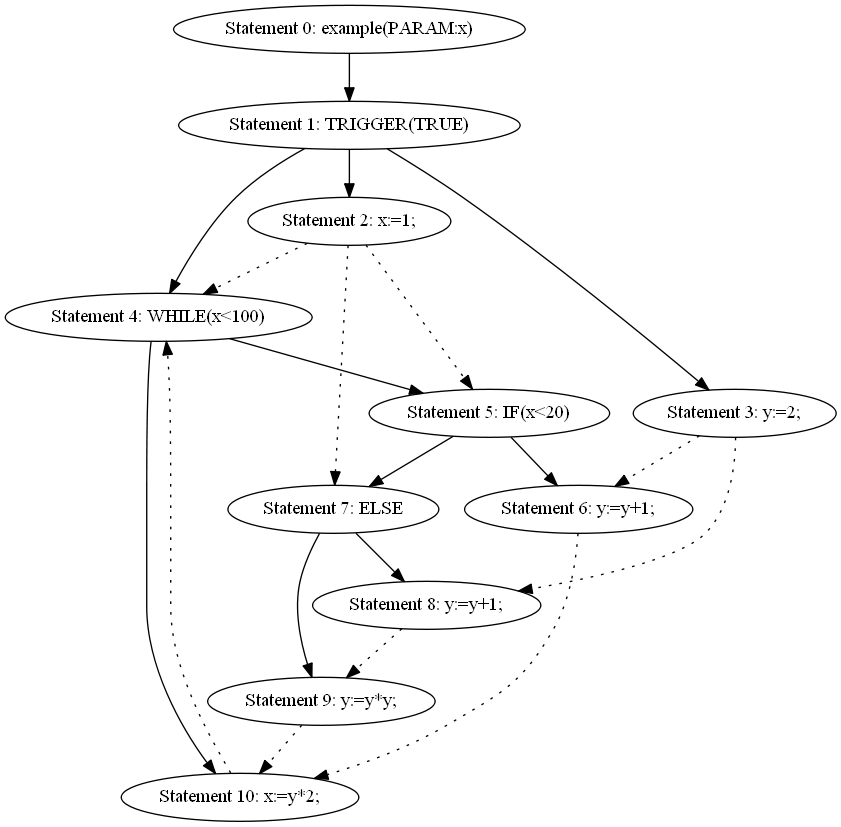 Statement 0: example(PARAM:x)
Statement 1: TRIGGER(TRUE)
Statement 2: x:=1;
Statement 4: WHILE(x<100)
Statement 5: IF(x<20)
Statement 3: y:=2;
Statement 7: ELSE
Statement 6: y:=y+1;
Statement 8: y:=y+1;
Statement 9: y:=y*y;
Statement 10: x:=y*2;